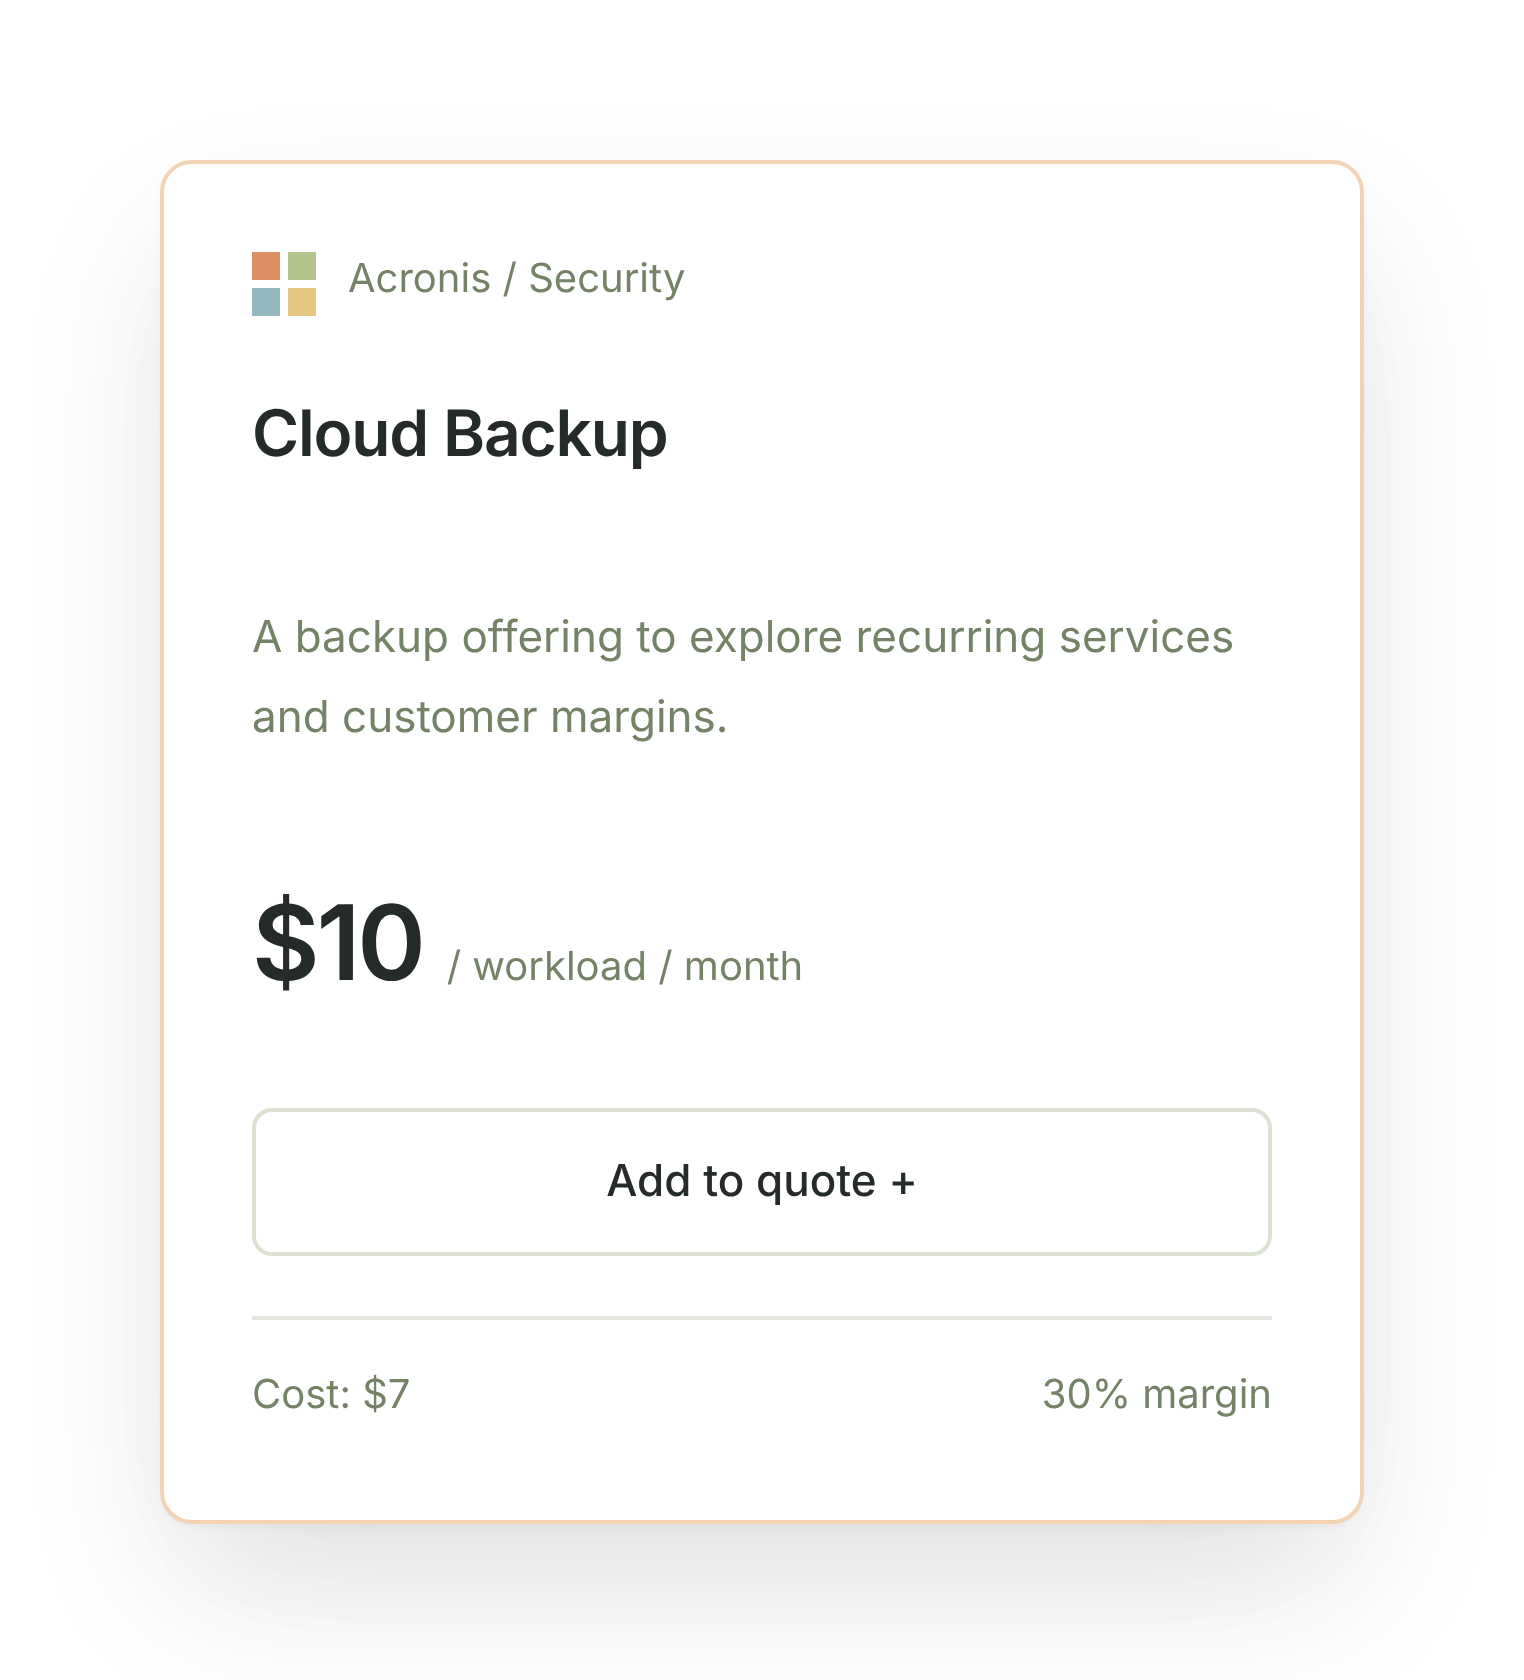 Acronis / Security
Cloud Backup
A backup offering to explore recurring services
and customer margins.
$10 / workload / month
Add to quote +
Cost: $7 30% margin